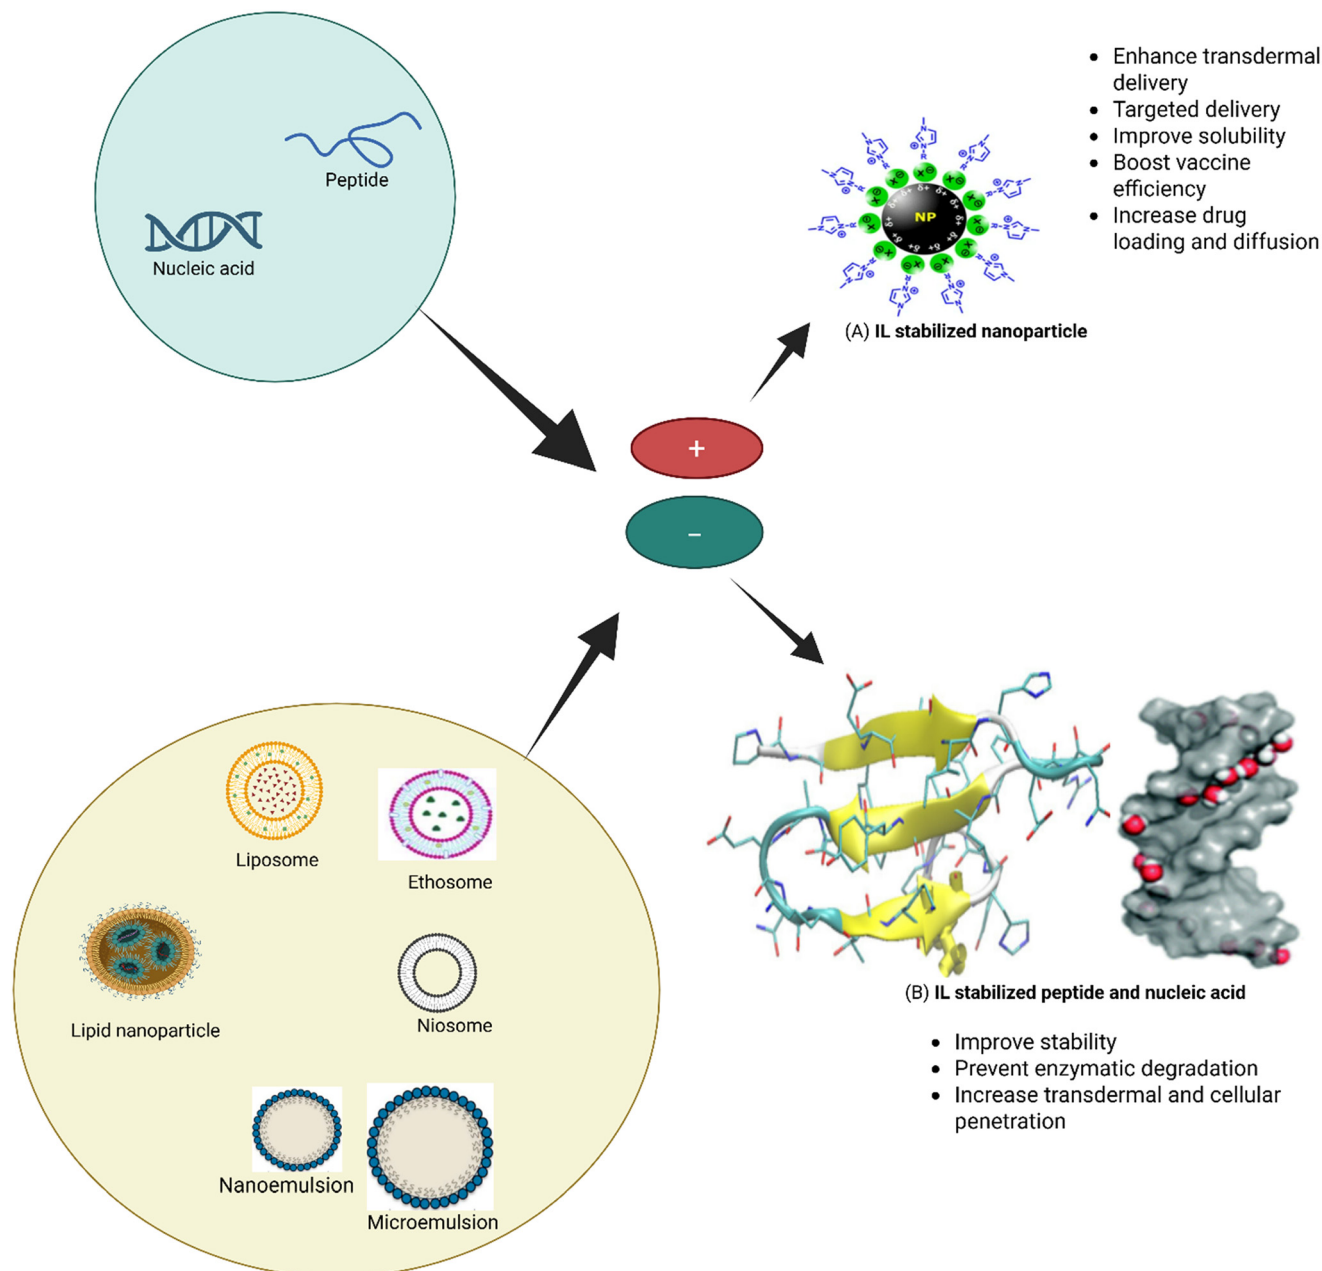 Peptide
Nucleic acid
+
−
NP
(A) IL stabilized nanoparticle
• Enhance transdermal
delivery
• Targeted delivery
• Improve solubility
• Boost vaccine
efficiency
• Increase drug
loading and diffusion
Liposome
Ethosome
Lipid nanoparticle
Niosome
Nanoemulsion
Microemulsion
(B) IL stabilized peptide and nucleic acid
• Improve stability
• Prevent enzymatic degradation
• Increase transdermal and cellular
penetration